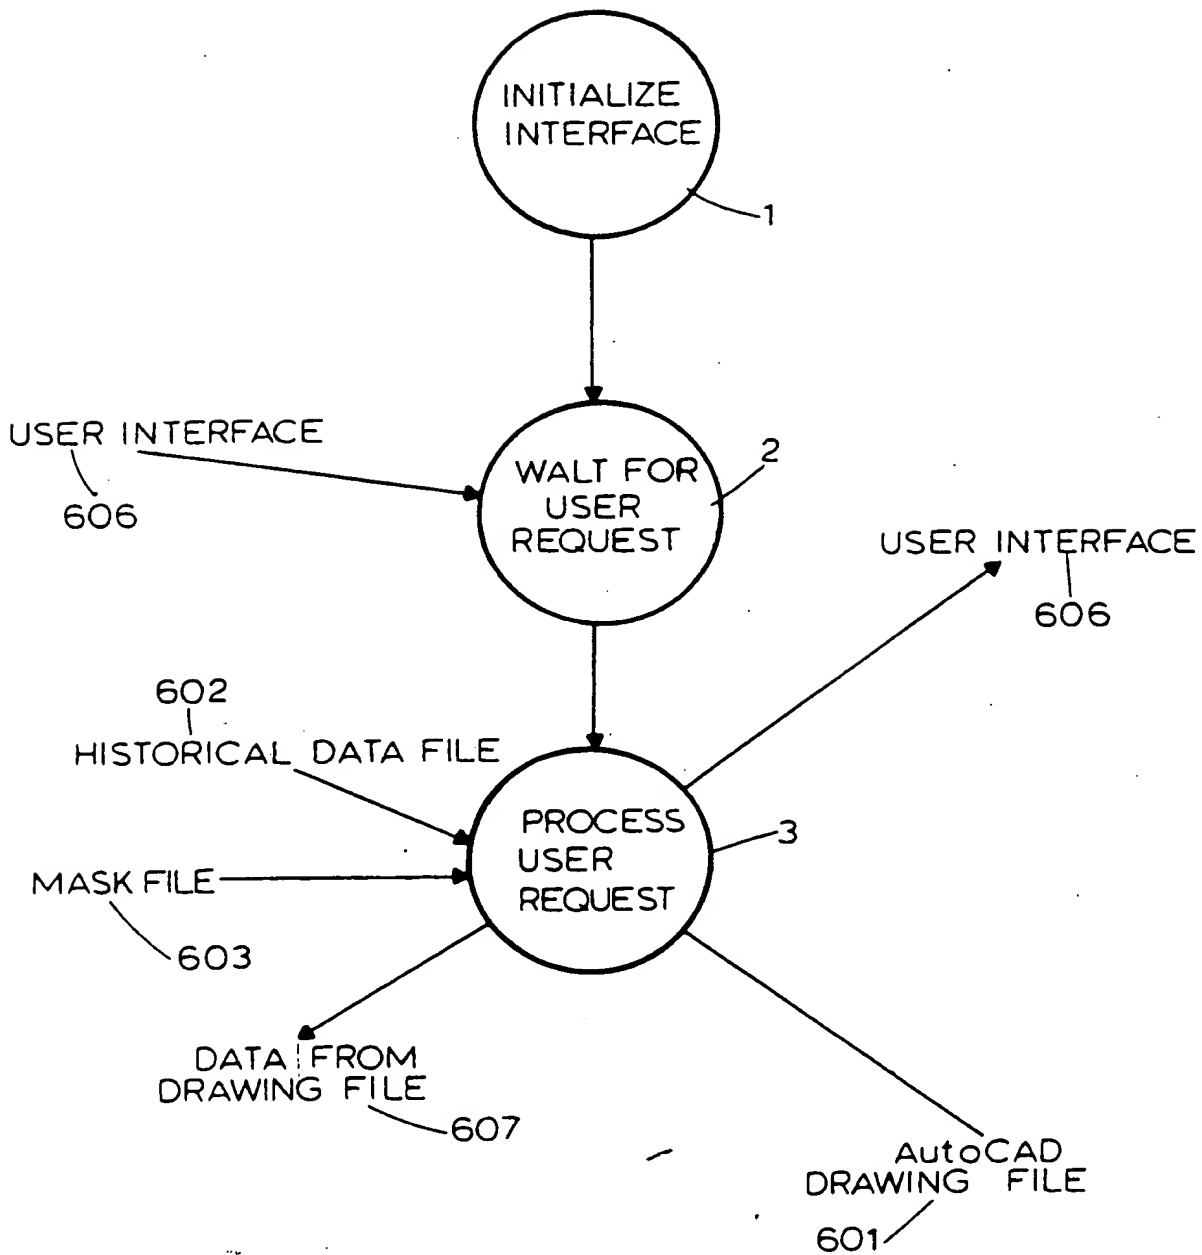 INITIALIZE
INTERFACE
1
USER INTERFACE
606
WALT FOR
USER
REQUEST
2
USER INTERFACE
606
602
HISTORICAL DATA FILE
MASK FILE
603
PROCESS
USER
REQUEST
3
DATA FROM
DRAWING FILE
607
AutoCAD
DRAWING FILE
601